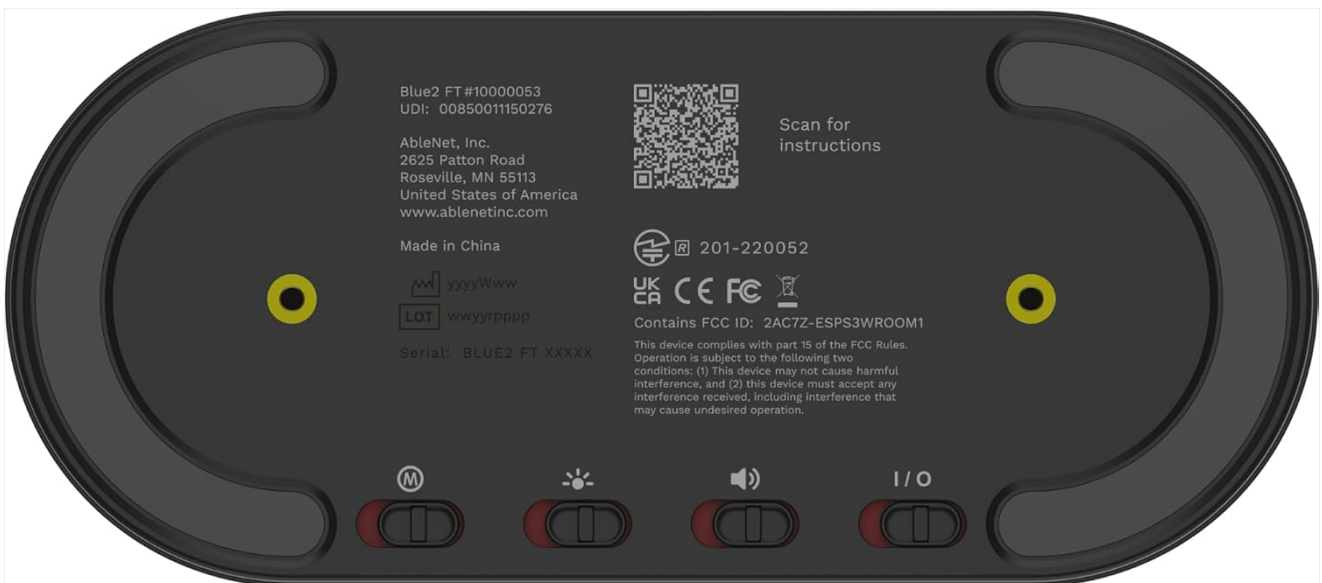 Blue2 FT #10000053
UDI: 00850011150276
AbleNet, Inc.
2625 Patton Road
Roseville, MN 55113
United States of America
www.ablenetinc.com
Made in China
yyyyWww
LOT wwyyrpppp
Serial: BLUE2 FT XXXXX
Scan for
instructions
R 201-220052
UK CA CE FC
Contains FCC ID: 2AC7Z-ESPS3WROOM1
This device complies with part 15 of the FCC Rules.
Operation is subject to the following two
conditions: (1) This device may not cause harmful
interference, and (2) this device must accept any
interference received, including interference that
may cause undesired operation.
M
I / O